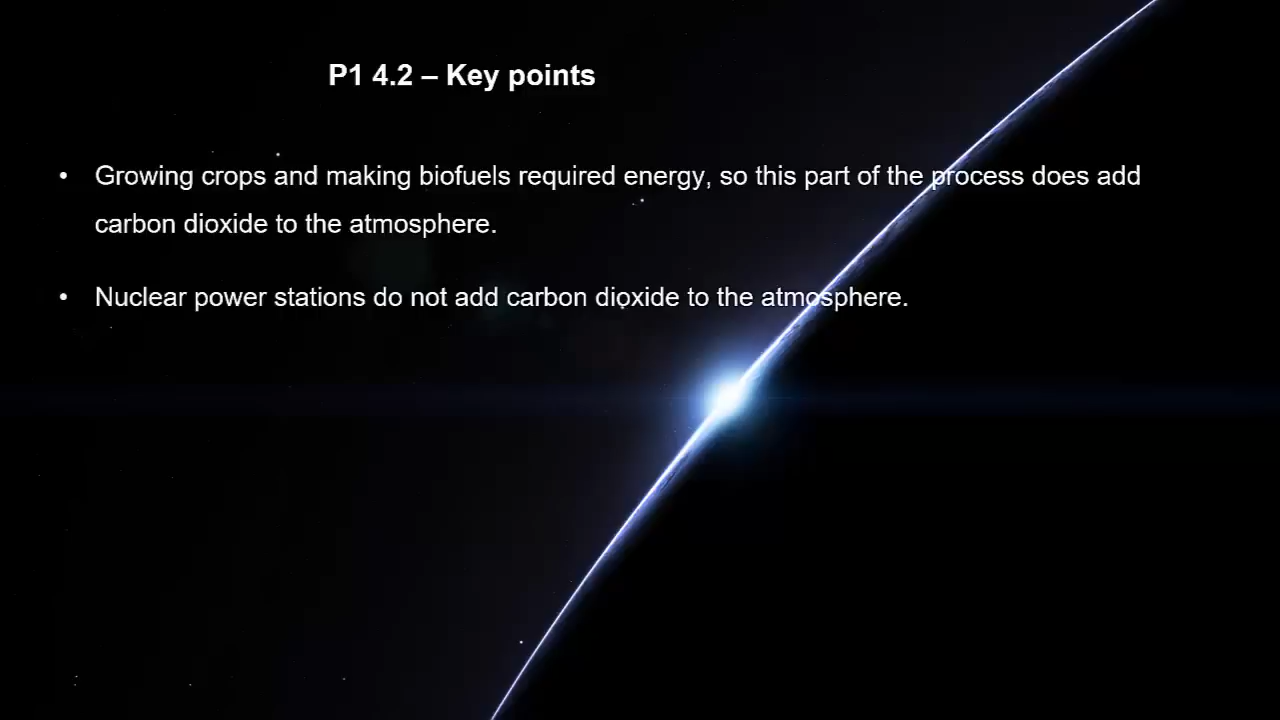 P1 4.2 – Key points
• Growing crops and making biofuels required energy, so this part of the process does add
carbon dioxide to the atmosphere.
• Nuclear power stations do not add carbon dioxide to the atmosphere.